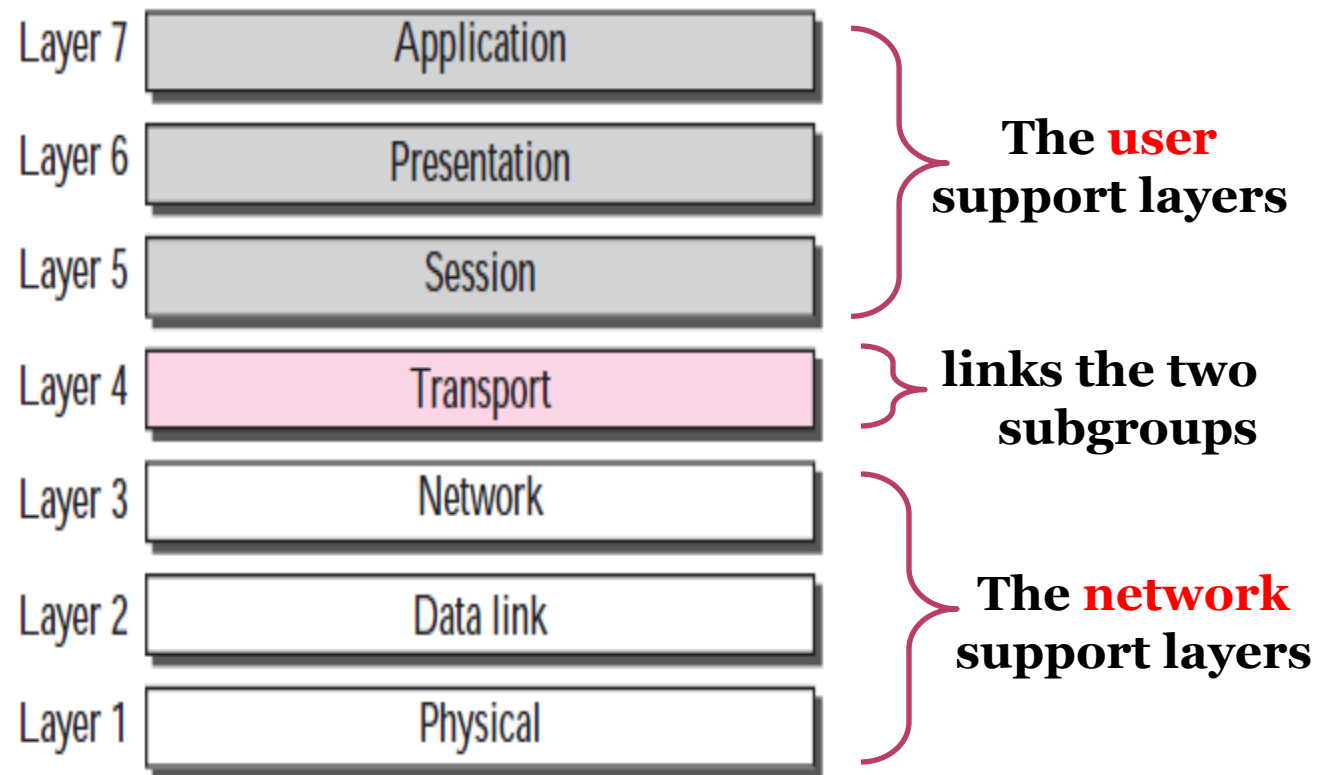 Layer 7 Application
Layer 6 Presentation
Layer 5 Session
The user
support layers
Layer 4 Transport
links the two
subgroups
Layer 3 Network
Layer 2 Data link
Layer 1 Physical
The network
support layers